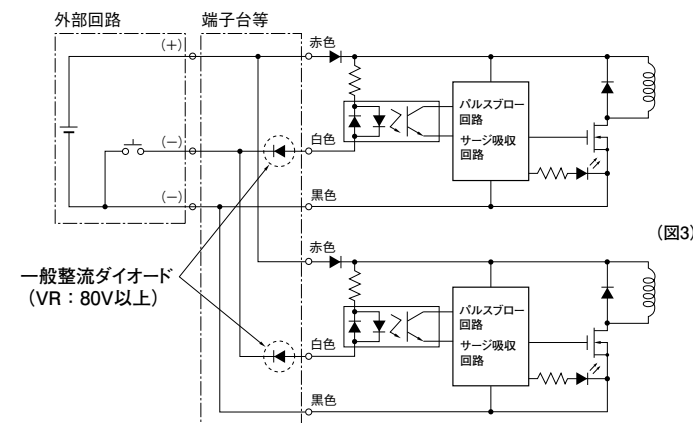 外部回路
端子台等
(+)
赤色
パルスブロー
回路
サージ吸収
回路
(-)
白色
(-)
黒色
(図3)
赤色
一般整流ダイオード
(VR：80V以上)
パルスブロー
回路
サージ吸収
回路
白色
黒色